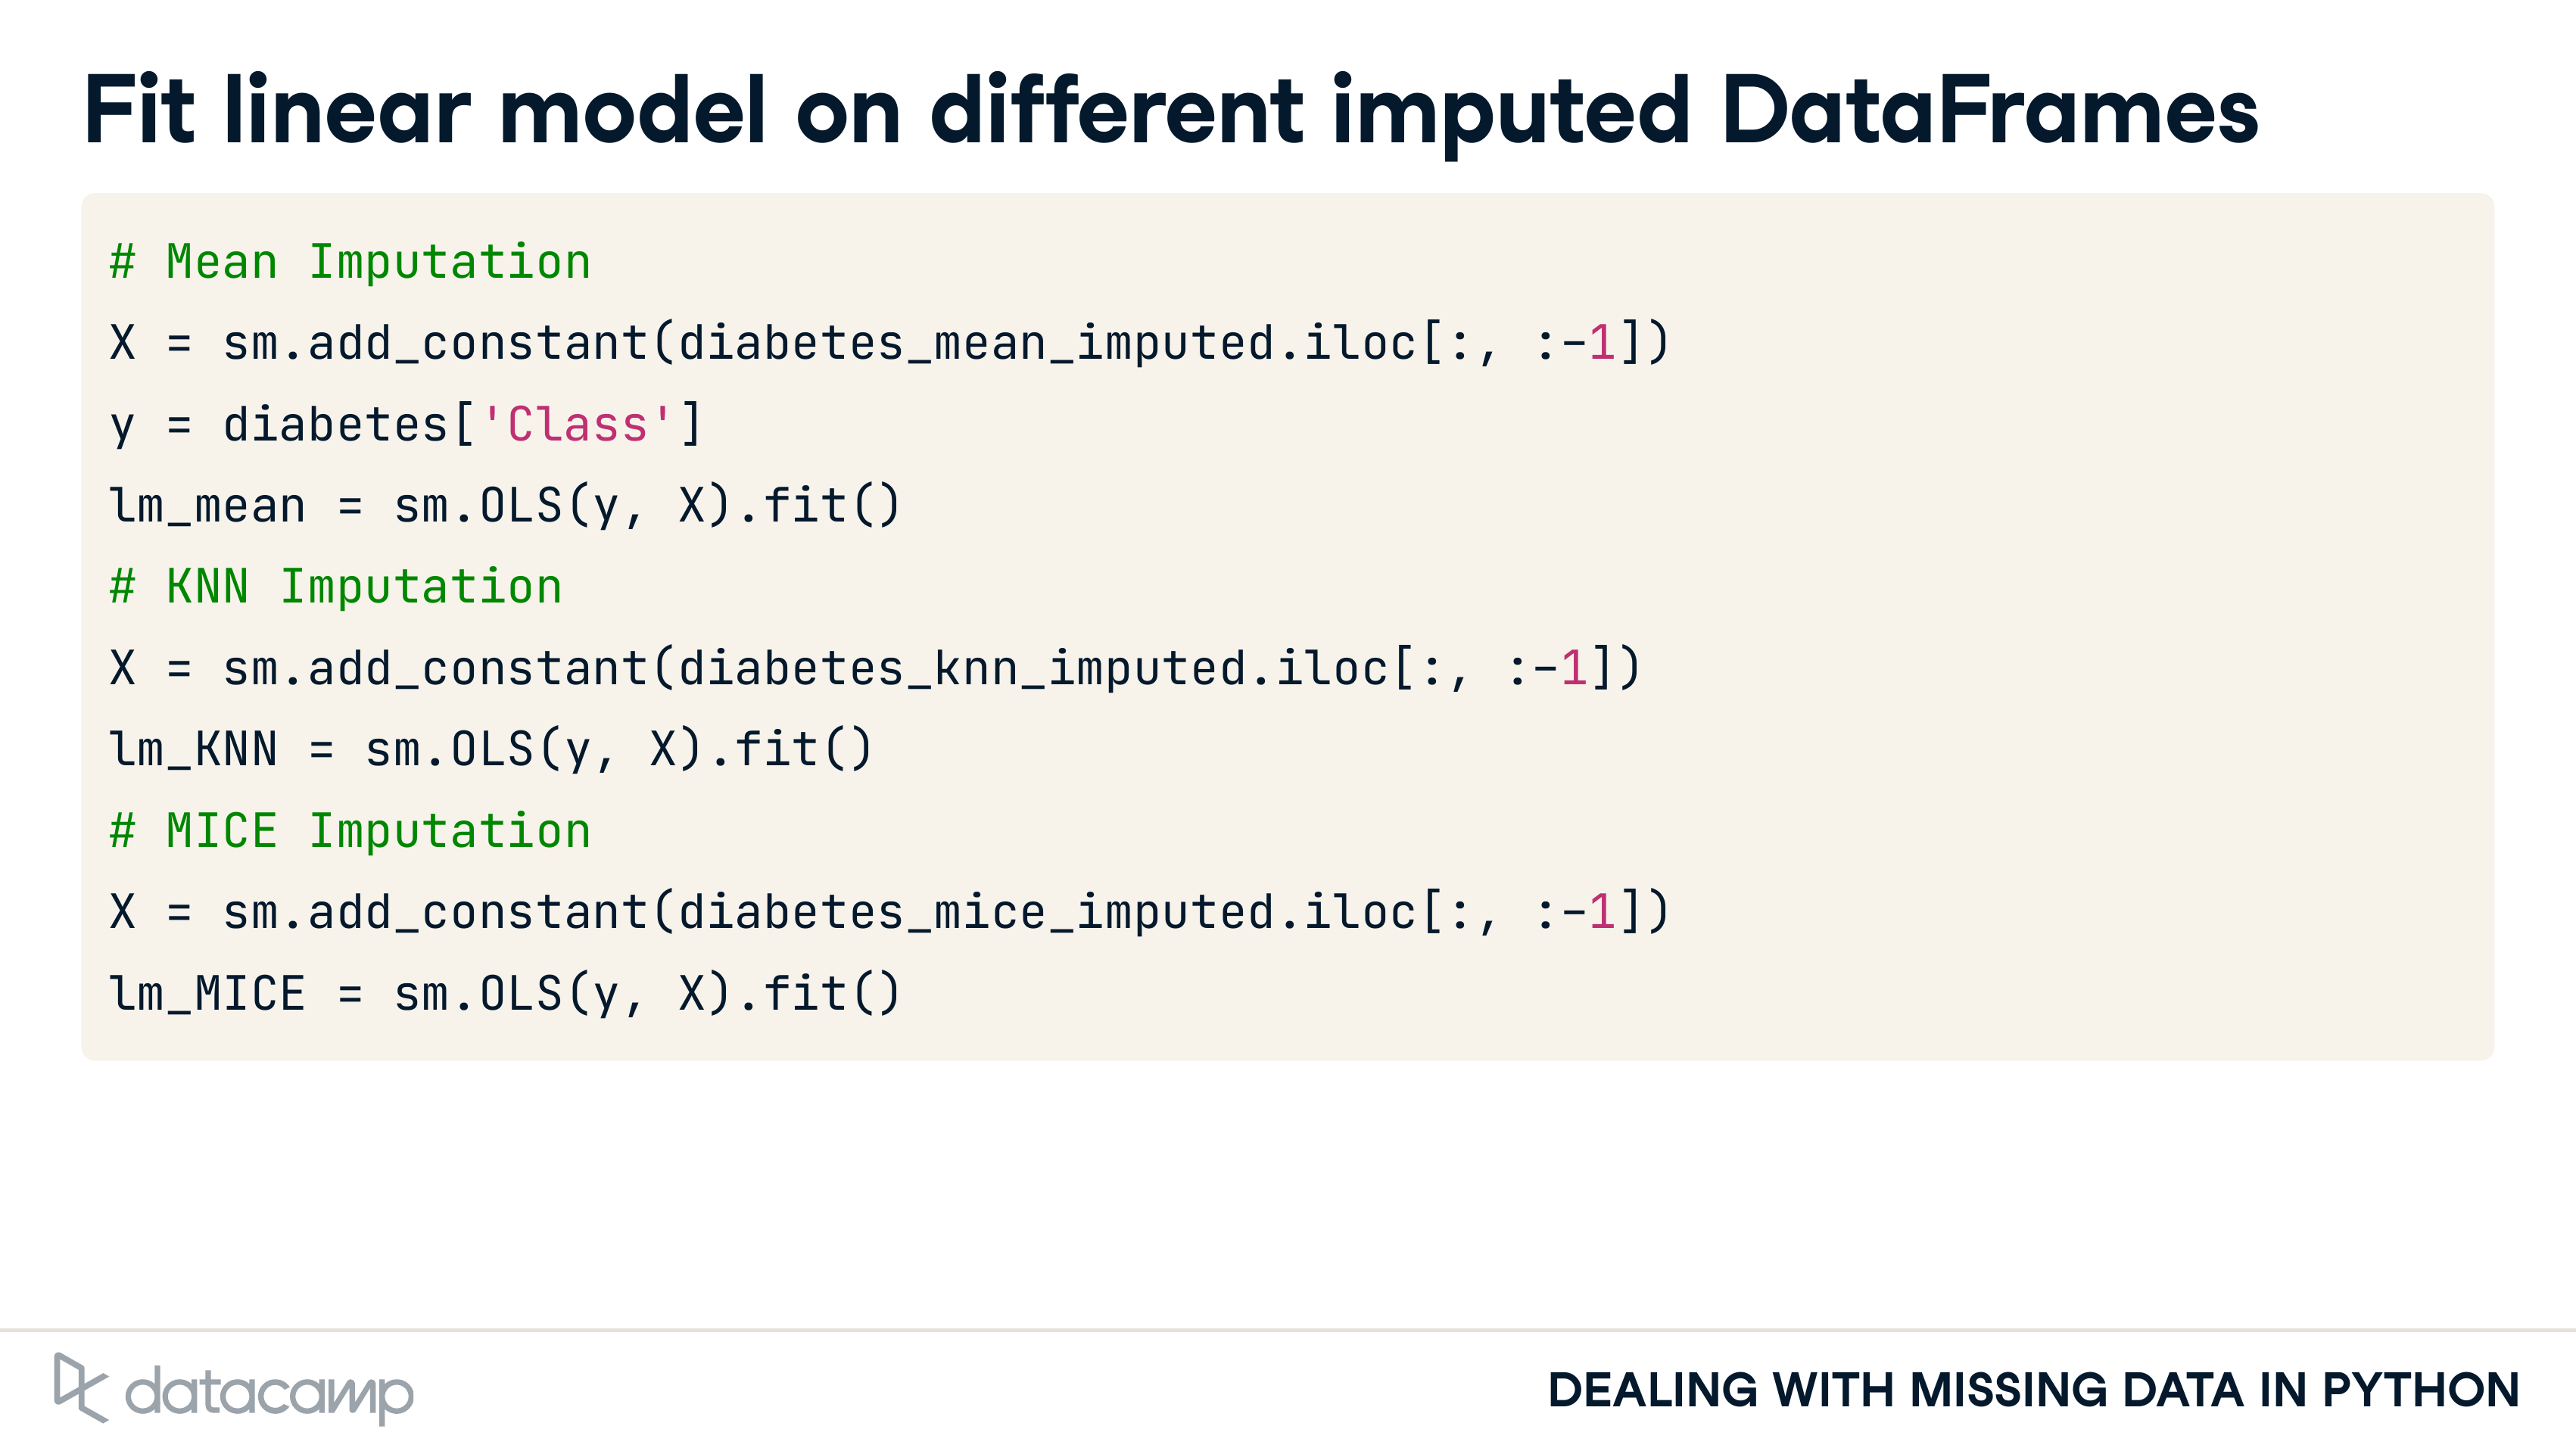 Fit linear model on different imputed DataFrames
# Mean Imputation
X = sm.add_constant(diabetes_mean_imputed.iloc[:, :-1])
y = diabetes['Class']
lm_mean = sm.OLS(y, X).fit()
# KNN Imputation
X = sm.add_constant(diabetes_knn_imputed.iloc[:, :-1])
lm_KNN = sm.OLS(y, X).fit()
# MICE Imputation
X = sm.add_constant(diabetes_mice_imputed.iloc[:, :-1])
lm_MICE = sm.OLS(y, X).fit()
datacamp
DEALING WITH MISSING DATA IN PYTHON